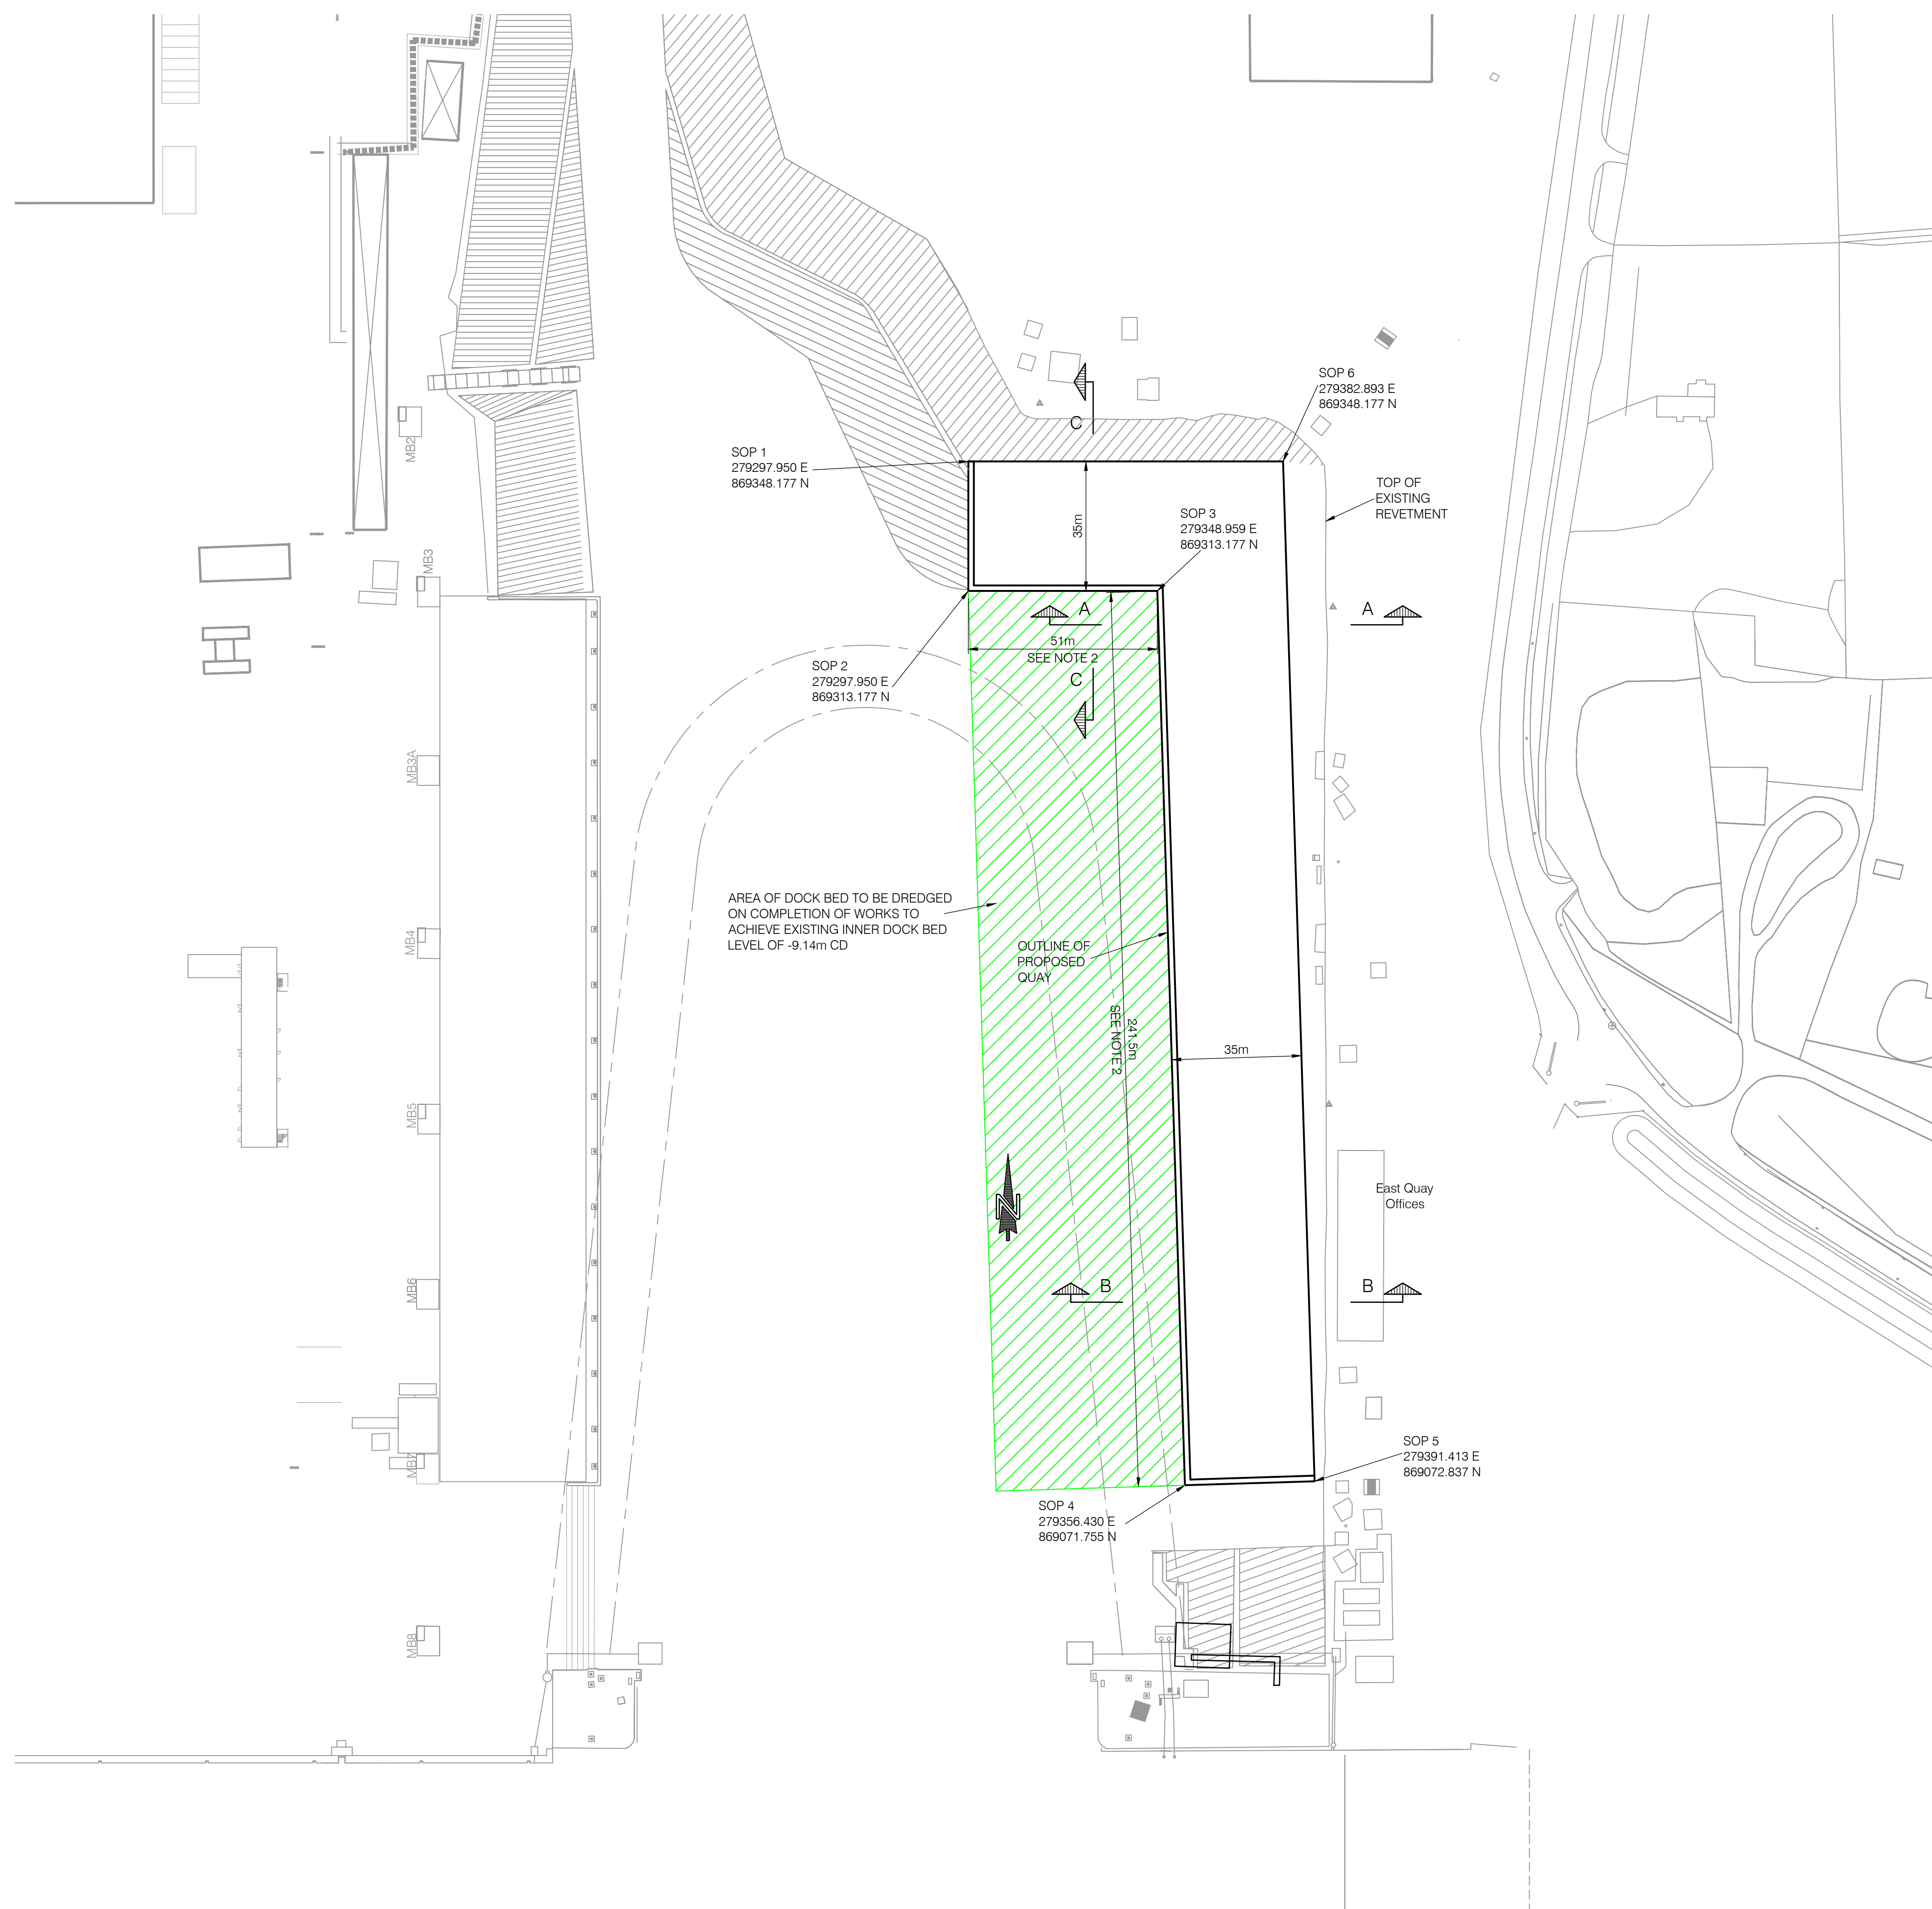 MB2
SOP 6
279382.893 E
869348.177 N
C
SOP 1
279297.950 E
869348.177 N
TOP OF
EXISTING
REVETMENT
SOP 3
279348.959 E
869313.177 N
35m
MB3
A
A
51m
SEE NOTE 2
C
SOP 2
279297.950 E
869313.177 N
MB3A
AREA OF DOCK BED TO BE DREDGED
ON COMPLETION OF WORKS TO
ACHIEVE EXISTING INNER DOCK BED
LEVEL OF -9.14m CD
MB4
OUTLINE OF
PROPOSED
QUAY
241.5m
SEE NOTE 2
35m
MB5
East Quay
Offices
N
MB6
B
B
MB7
SOP 5
279391.413 E
869072.837 N
SOP 4
279356.430 E
869071.755 N
MB8